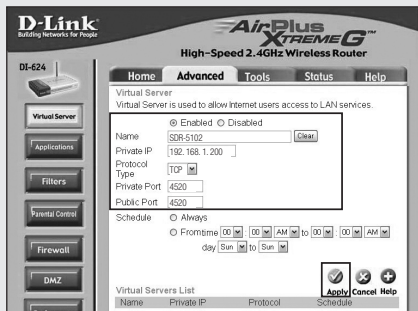 D-Link
Building Networks for People
AirPlus
XTREME G™
High-Speed 2.4GHz Wireless Router
DI-624
Home Advanced Tools Status Help
Virtual Server
Virtual Server is used to allow Internet users access to LAN services.
Enabled Disabled
Name SDR-5102 Clear
Private IP 192.168.1.200
Protocol Type TCP
Private Port 4520
Public Port 4520
Schedule Always
From time 00 : 00 AM to 00 : 00 AM
day Sun to Sun
Apply Cancel Help
Virtual Servers List
Name Private IP Protocol Schedule
Virtual Server
Applications
Filters
Parental Control
Firewall
DMZ